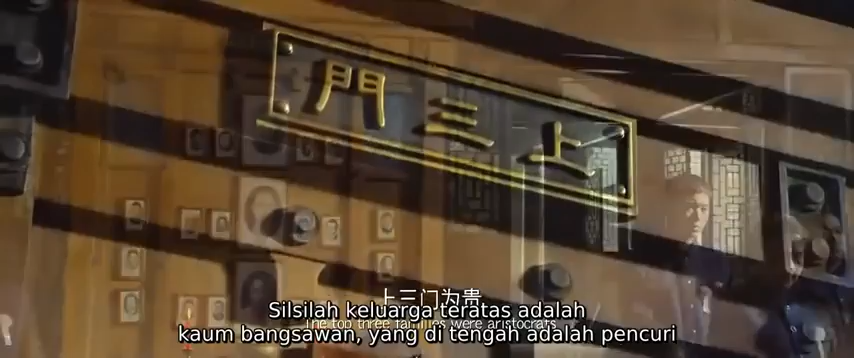 門三上
上三门为贵
Silsilah keluarga teratas adalah
The top three families were aristocrats
kaum bangsawan, yang di tengah adalah pencuri